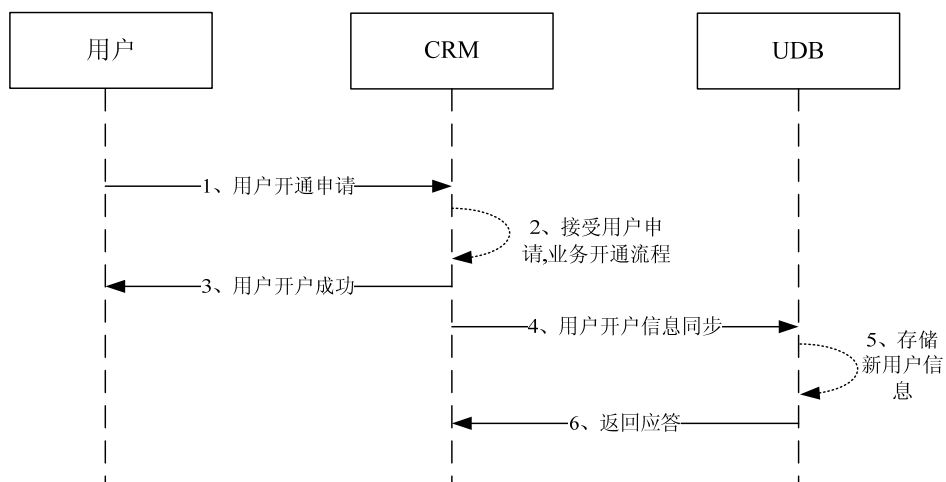 用户
CRM
UDB
1、用户开通申请
2、接受用户申
请,业务开通流程
3、用户开户成功
4、用户开户信息同步
5、存储
新用户信
息
6、返回应答